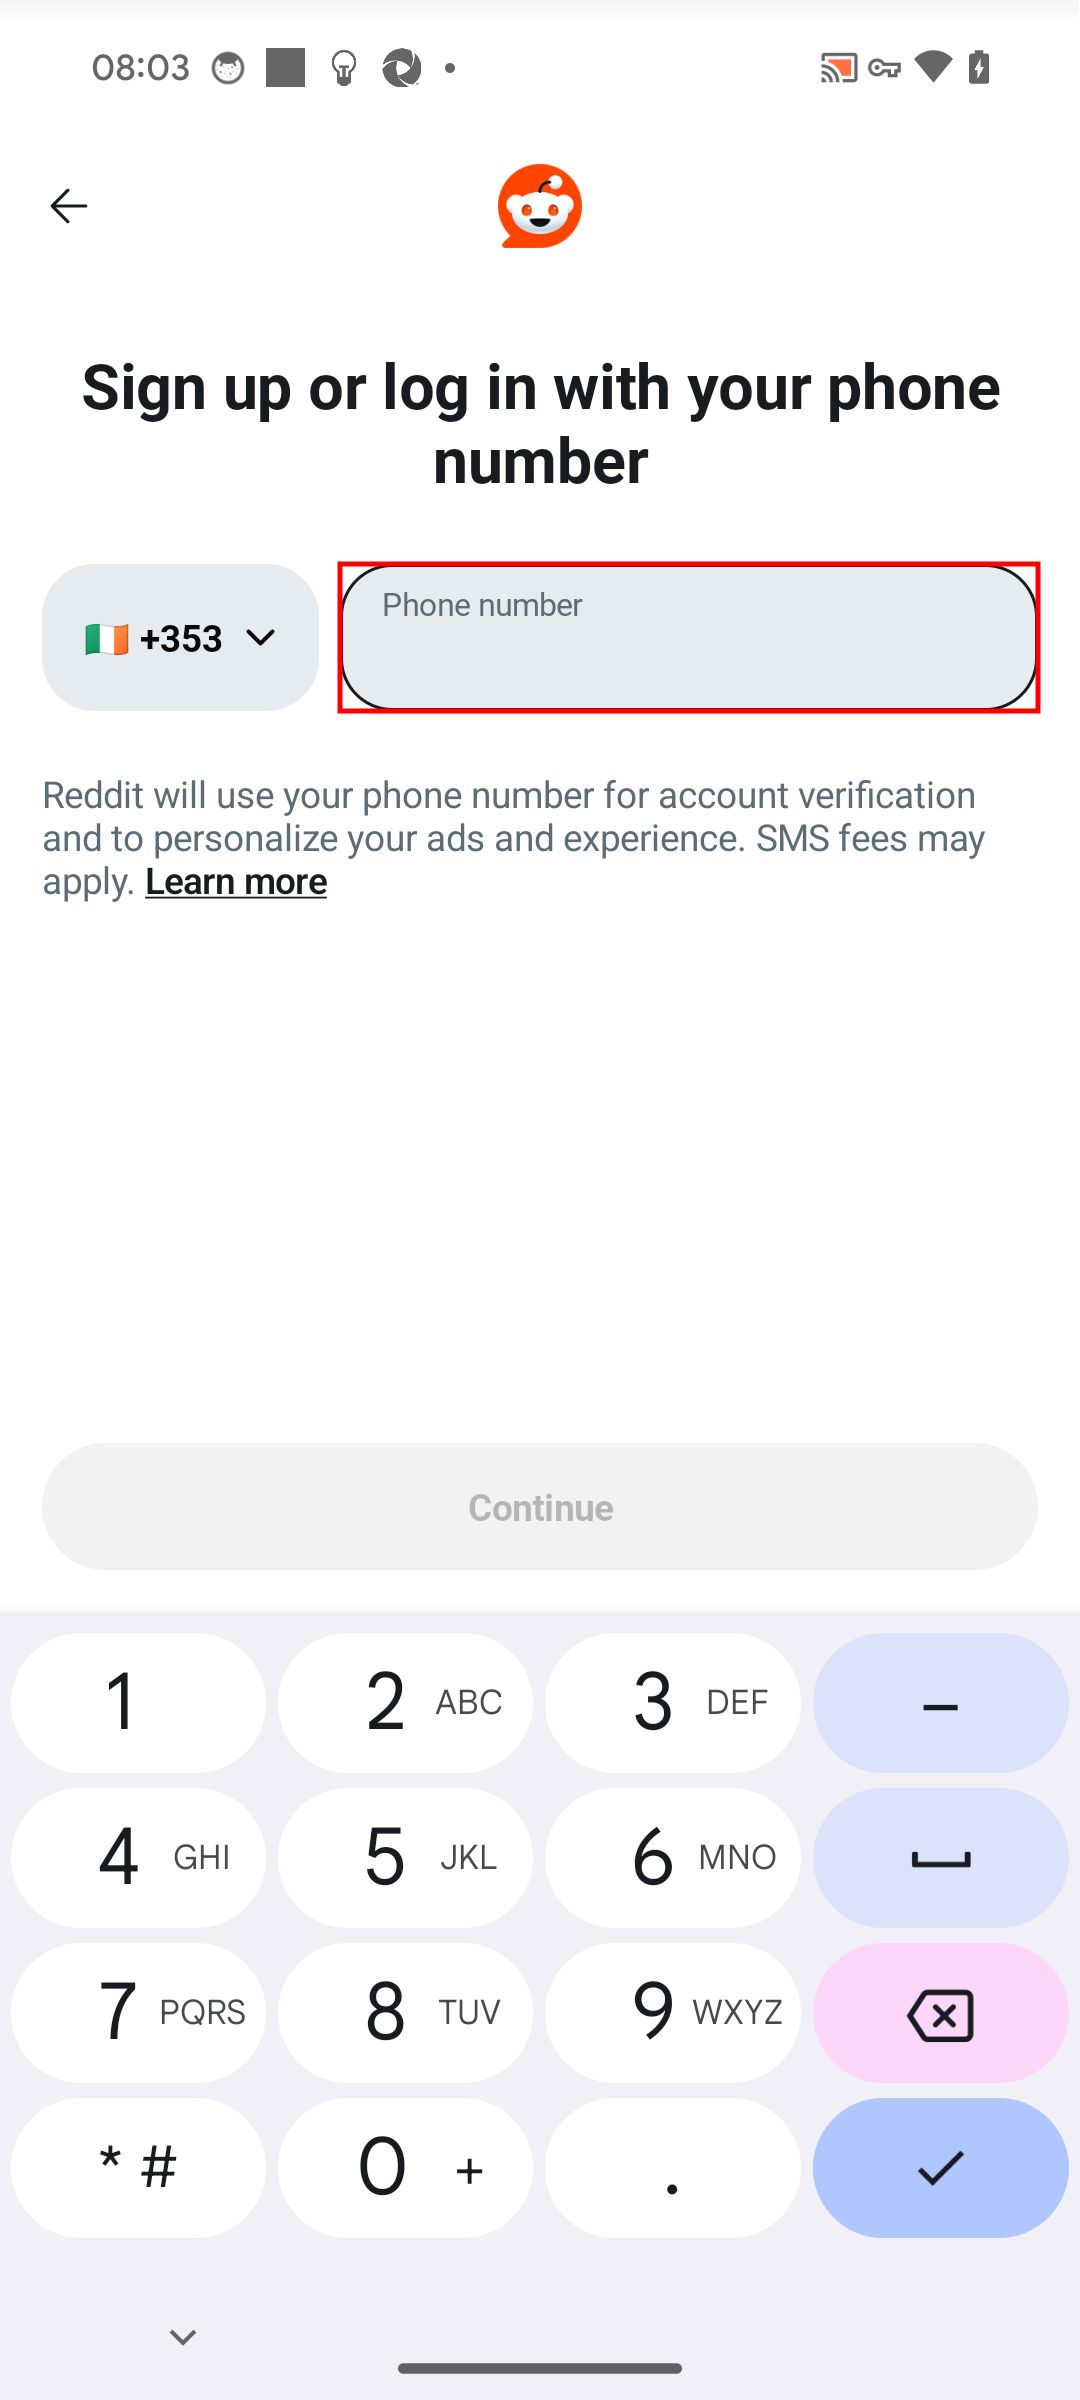 08:03
Sign up or log in with your phone
number
+353
Phone number
Reddit will use your phone number for account verification
and to personalize your ads and experience. SMS fees may
apply. Learn more
Continue
1 2 ABC 3 DEF –
4 GHI 5 JKL 6 MNO
7 PQRS 8 TUV 9 WXYZ
* # 0 + .